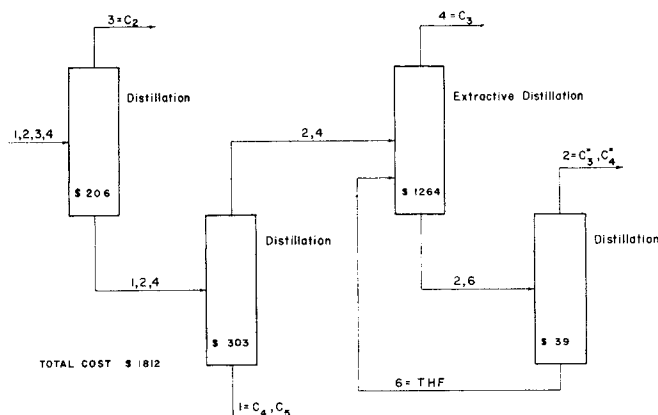 3 = C2
4 = C3
Distillation
Extractive Distillation
1,2,3,4
2,4
2 = C3", C4"
$ 206
$ 1264
Distillation
Distillation
1,2,4
2,6
$ 303
$ 39
TOTAL COST $ 1812
6 = THF
1 = C4, C5